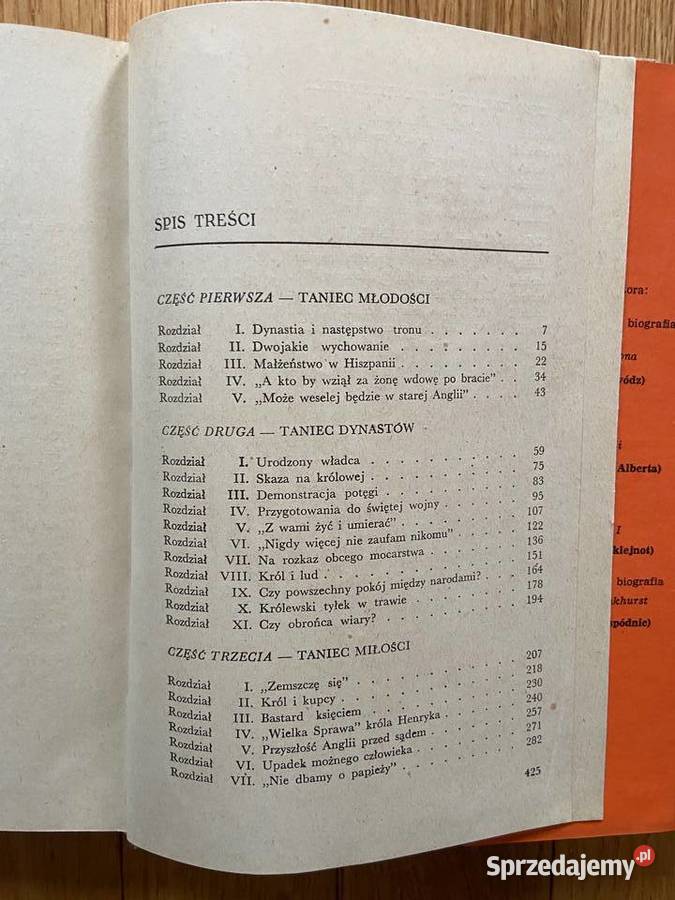 SPIS TREŚCI
CZĘŚĆ PIERWSZA — TANIEC MŁODOŚCI
Rozdział I. Dynastia i następstwo tronu . . . . . . . 7
Rozdział II. Dwojakie wychowanie . . . . . . . . 15
Rozdział III. Małżeństwo w Hiszpanii . . . . . . . . 22
Rozdział IV. „A kto by wziął za żonę wdowę po bracie” . . 34
Rozdział V. „Może weselej będzie w starej Anglii” . . . . 43
CZĘŚĆ DRUGA — TANIEC DYNASTÓW
Rozdział I. Urodzony władca . . . . . . . . . 59
Rozdział II. Skaza na królowej . . . . . . . . . 75
Rozdział III. Demonstracja potęgi . . . . . . . . 83
Rozdział IV. Przygotowania do świętej wojny . . . . . 95
Rozdział V. „Z wami żyć i umierać” . . . . . . . 107
Rozdział VI. „Nigdy więcej nie zaufam nikomu” . . . . 122
Rozdział VII. Na rozkaz obcego mocarstwa . . . . . . 136
Rozdział VIII. Król i lud . . . . . . . . . . . 151
Rozdział IX. Czy powszechny pokój między narodami? . . . 164
Rozdział X. Królewski tyłek w trawie . . . . . . . 178
Rozdział XI. Czy obrońca wiary? . . . . . . . . 194
CZĘŚĆ TRZECIA — TANIEC MIŁOŚCI
Rozdział I. „Zemszczę się” . . . . . . . . . 207
Rozdział II. Król i kupcy . . . . . . . . . . 218
Rozdział III. Bastard księciem . . . . . . . . . 230
Rozdział IV. „Wielka Sprawa” króla Henryka . . . . . 240
Rozdział V. Przyszłość Anglii przed sądem . . . . . . 257
Rozdział VI. Upadek możnego człowieka . . . . . . 271
Rozdział VII. „Nie dbamy o papieży” . . . . . . . 282
425
ora:
biografia
ona
wódz)
i
Alberta)
I
klejnot)
biografia
khurst
spódnic)
Sprzedajemy.pl